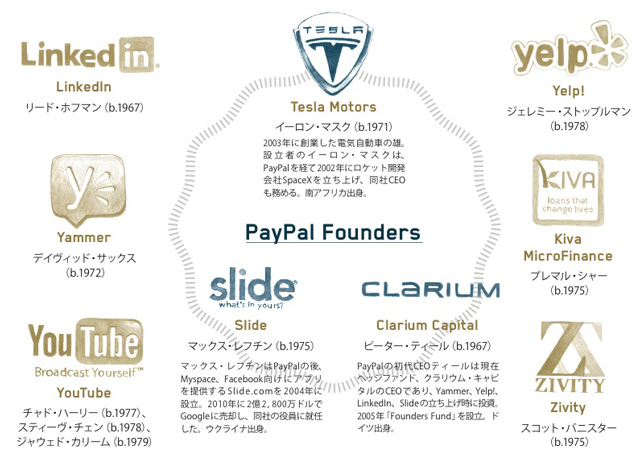 Linked in
LinkedIn
リード・ホフマン（b.1967）
TESLA
Tesla Motors
イーロン・マスク（b.1971）
2003年に創業した電気自動車の雄。
設立者のイーロン・マスクは、
PayPalを経て2002年にロケット開発
会社SpaceXを立ち上げ、同社CEO
も務める。南アフリカ出身。
yelp
Yelp!
ジェレミー・ストップルマン
（b.1978）
y
Yammer
デイヴィッド・サックス
（b.1972）
PayPal Founders
KIVA
loans that
change lives
Kiva
MicroFinance
プレマル・シャー
（b.1975）
YouTube
Broadcast Yourself™
YouTube
チャド・ハーリー（b.1977）、
スティーヴ・チェン（b.1978）、
ジャウェド・カリーム（b.1979）
slide
what's in yours?
Slide
マックス・レフチン（b.1975）
マックス・レフチンはPayPalの後、
Myspace、Facebook向けにアプリ
を提供するSlide.comを2004年に
設立。2010年に2億2,800万ドルで
Googleに売却し、同社の役員に就任
した。ウクライナ出身。
CLARIUM
Clarium Capital
ピーター・ティール（b.1967）
PayPalの初代CEOティールは現在
ヘッジファンド、クラリウム・キャピ
タルのCEOであり、Yammer、Yelp!、
LinkedIn、Slideの立ち上げ時に投資。
2005年「Founders Fund」を設立。ド
イツ出身。
ZIVITY
Zivity
スコット・バニスター
（b.1975）